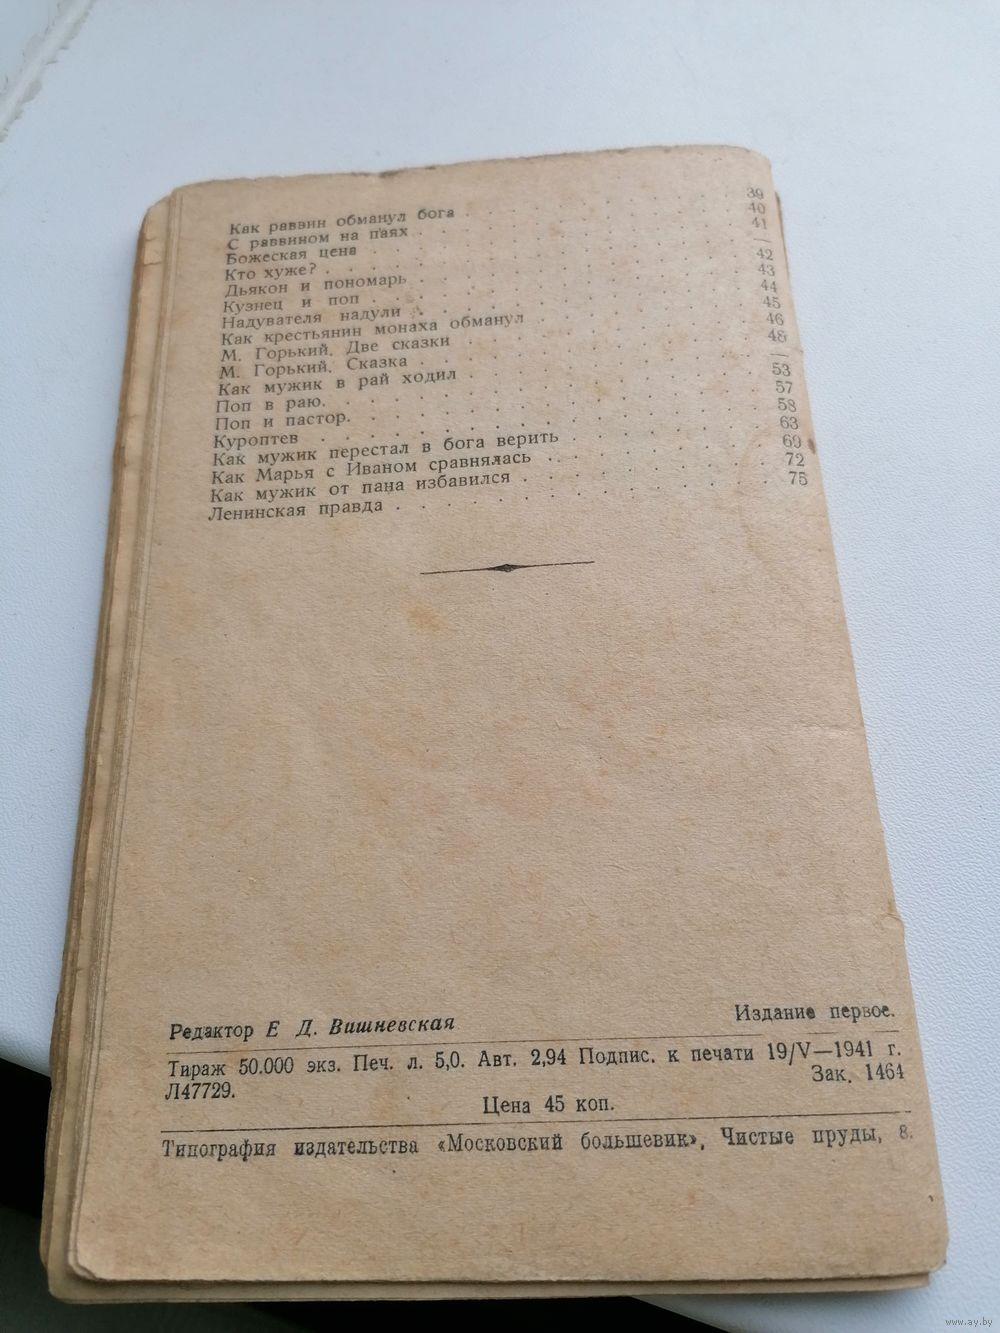 Как раввин обманул бога . . . . . . . . 39
С раввином на паях . . . . . . . . 40
Божеская цена . . . . . . . . 41
Кто хуже? . . . . . . . . —
Дьякон и пономарь . . . . . . . . 42
Кузнец и поп . . . . . . . . 43
Надувателя надули . . . . . . . . 44
Как крестьянин монаха обманул . . . . . . . . 45
М. Горький. Две сказки . . . . . . . . 46
М. Горький. Сказка . . . . . . . . 48
Как мужик в рай ходил . . . . . . . . —
Поп в раю. . . . . . . . . 53
Поп и пастор. . . . . . . . . 57
Куроптев . . . . . . . . 58
Как мужик перестал в бога верить . . . . . . . . 63
Как Марья с Иваном сравнялась . . . . . . . . 69
Как мужик от пана избавился . . . . . . . . 72
Ленинская правда . . . . . . . . 75
Редактор Е Д. Вишневская Издание первое.
Тираж 50.000 экз. Печ. л. 5,0. Авт. 2,94 Подпис. к печати 19/V—1941 г.
Л47729. Зак. 1464
Цена 45 коп.
Типография издательства «Московский большевик», Чистые пруды, 8.
www.ay.by